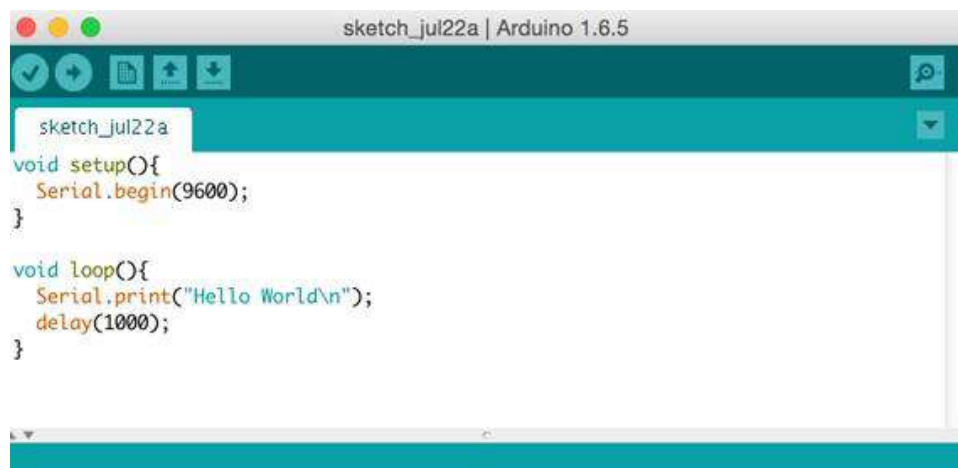 sketch_jul22a | Arduino 1.6.5
sketch_jul22a
void setup(){
  Serial.begin(9600);
}

void loop(){
  Serial.print("Hello World\n");
  delay(1000);
}